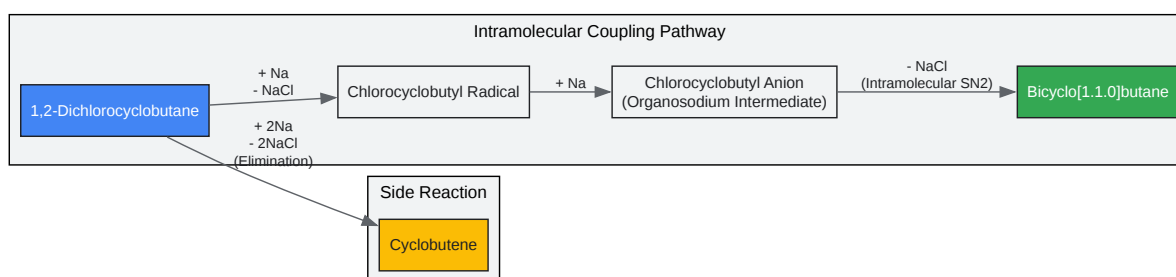 Intramolecular Coupling Pathway
1,2-Dichlorocyclobutane
+ Na
- NaCl
Chlorocyclobutyl Radical
+ Na
Chlorocyclobutyl Anion
(Organosodium Intermediate)
- NaCl
(Intramolecular SN2)
Bicyclo[1.1.0]butane
+ 2Na
- 2NaCl
(Elimination)
Side Reaction
Cyclobutene